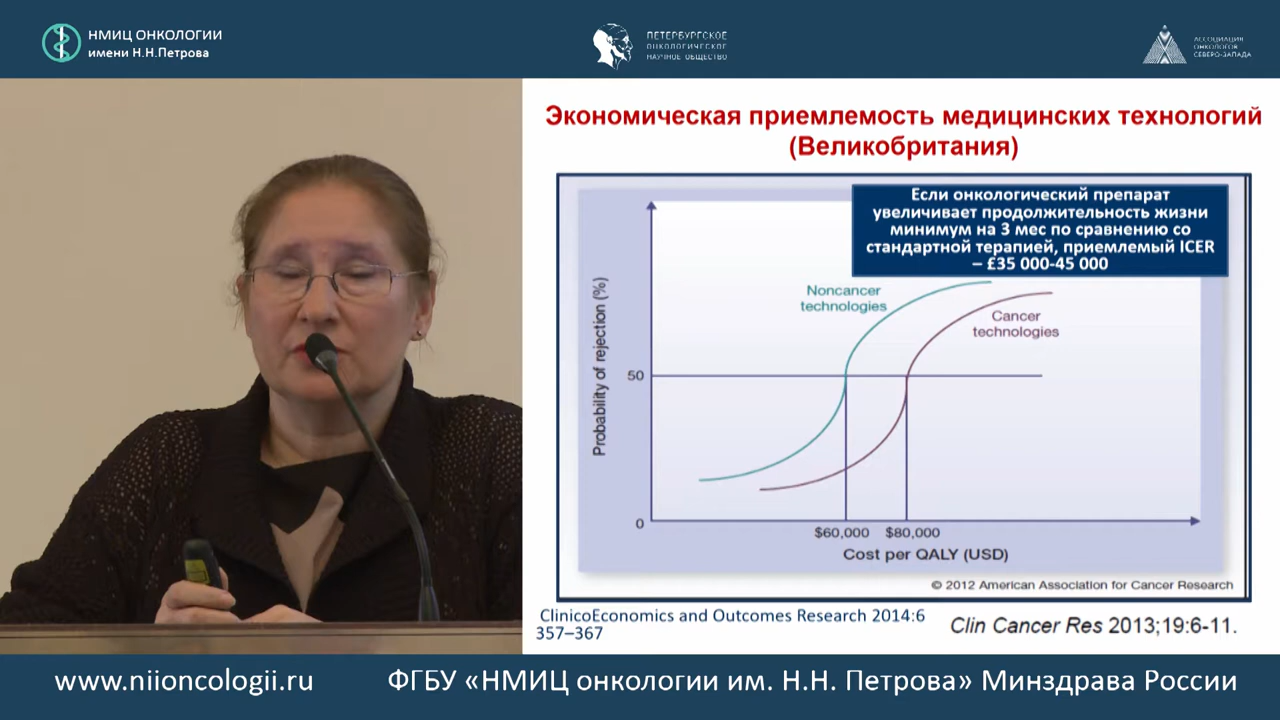 НМИЦ ОНКОЛОГИИ
имени Н.Н.Петрова
ПЕТЕРБУРГСКОЕ
ОНКОЛОГИЧЕСКОЕ
НАУЧНОЕ ОБЩЕСТВО
АССОЦИАЦИЯ
ОНКОЛОГОВ
СЕВЕРО-ЗАПАДА
Экономическая приемлемость медицинских технологий
(Великобритания)
Если онкологический препарат
увеличивает продолжительность жизни
минимум на 3 мес по сравнению со
стандартной терапией, приемлемый ICER
– £35 000-45 000
Probability of rejection (%)
Noncancer
technologies
Cancer
technologies
50
0
$60,000 $80,000
Cost per QALY (USD)
© 2012 American Association for Cancer Research
ClinicoEconomics and Outcomes Research 2014:6
357–367
Clin Cancer Res 2013;19:6-11.
www.niioncologii.ru
ФГБУ «НМИЦ онкологии им. Н.Н. Петрова» Минздрава России